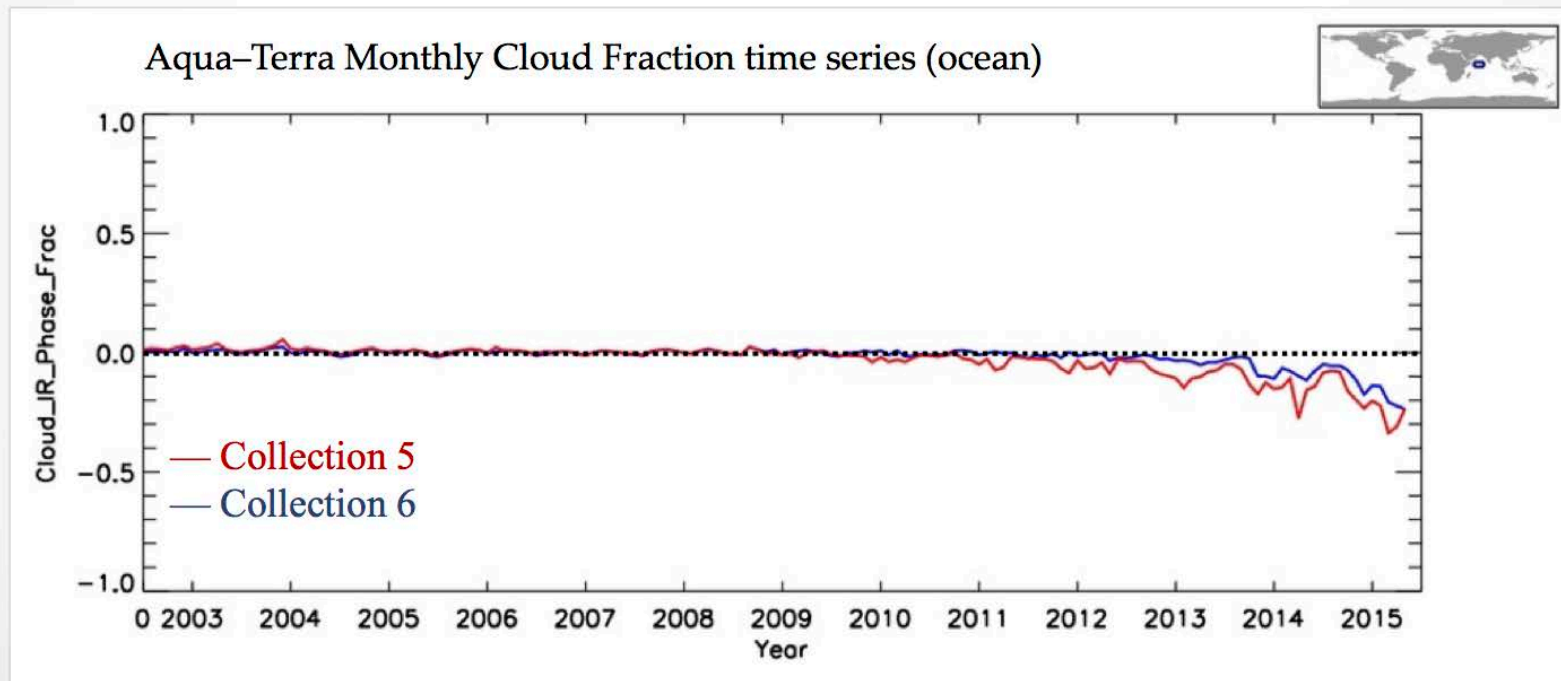 Aqua–Terra Monthly Cloud Fraction time series (ocean)
1.0
0.5
0.0
−0.5
−1.0
Cloud_IR_Phase_Frac
Collection 5
Collection 6
0 2003 2004 2005 2006 2007 2008 2009 2010 2011 2012 2013 2014 2015
Year